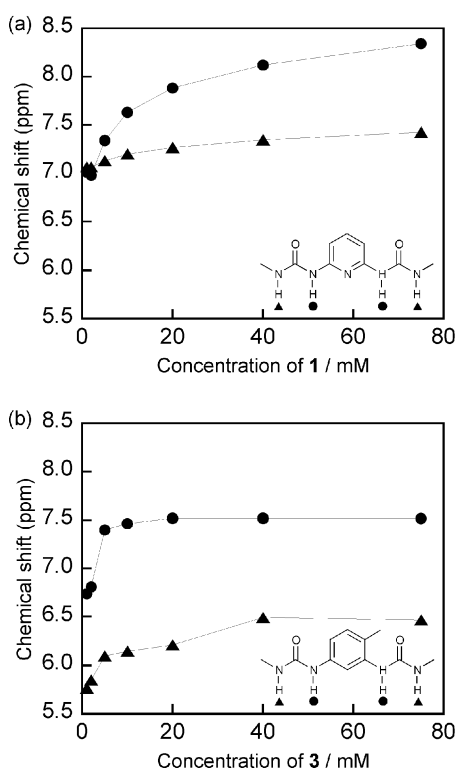 (a)
8.5
8.0
7.5
7.0
6.5
6.0
5.5
Chemical shift (ppm)
O O
N N N N N
H H H H
▲ ● ● ▲
0 20 40 60 80
Concentration of 1 / mM
(b)
8.5
8.0
7.5
7.0
6.5
6.0
5.5
Chemical shift (ppm)
O O
N N N N
H H H H
▲ ● ● ▲
0 20 40 60 80
Concentration of 3 / mM